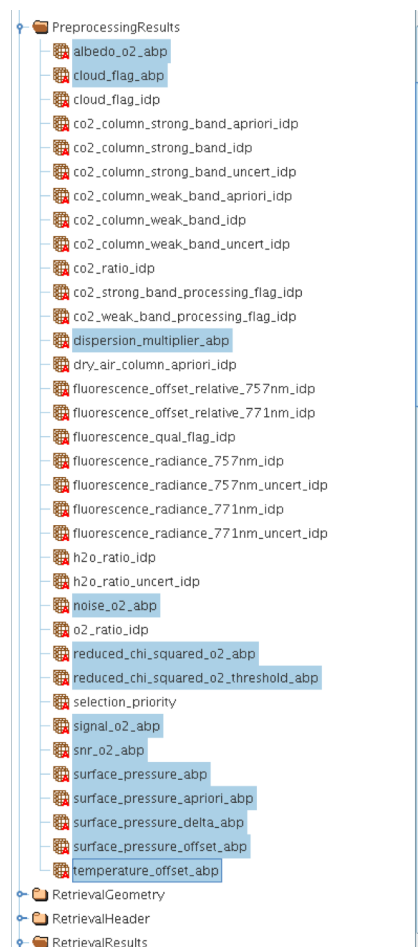 PreprocessingResults
albedo_o2_abp
cloud_flag_abp
cloud_flag_idp
co2_column_strong_band_apriori_idp
co2_column_strong_band_idp
co2_column_strong_band_uncert_idp
co2_column_weak_band_apriori_idp
co2_column_weak_band_idp
co2_column_weak_band_uncert_idp
co2_ratio_idp
co2_strong_band_processing_flag_idp
co2_weak_band_processing_flag_idp
dispersion_multiplier_abp
dry_air_column_apriori_idp
fluorescence_offset_relative_757nm_idp
fluorescence_offset_relative_771nm_idp
fluorescence_qual_flag_idp
fluorescence_radiance_757nm_idp
fluorescence_radiance_757nm_uncert_idp
fluorescence_radiance_771nm_idp
fluorescence_radiance_771nm_uncert_idp
h2o_ratio_idp
h2o_ratio_uncert_idp
noise_o2_abp
o2_ratio_idp
reduced_chi_squared_o2_abp
reduced_chi_squared_o2_threshold_abp
selection_priority
signal_o2_abp
snr_o2_abp
surface_pressure_abp
surface_pressure_apriori_abp
surface_pressure_delta_abp
surface_pressure_offset_abp
temperature_offset_abp
RetrievalGeometry
RetrievalHeader
RetrievalResults